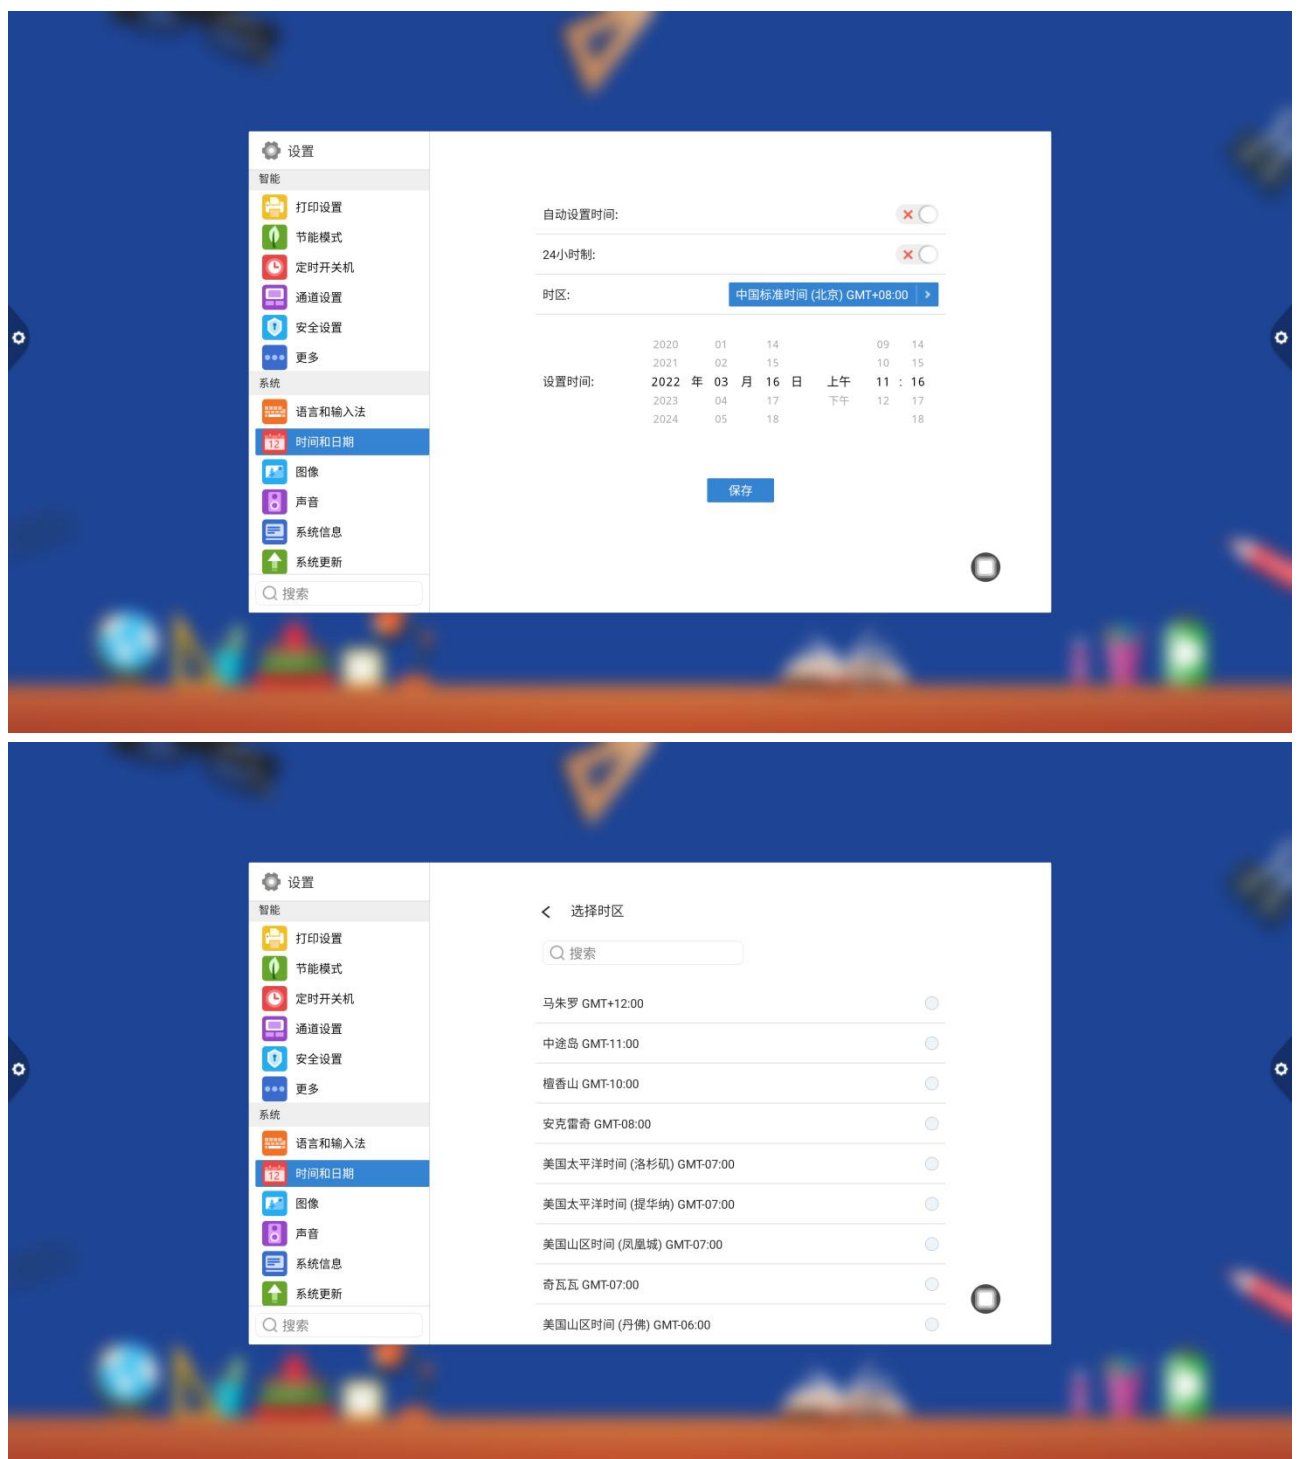 设置
智能
打印设置
节能模式
定时开关机
通道设置
安全设置
更多
系统
语言和输入法
12 时间和日期
图像
声音
系统信息
系统更新
搜索
自动设置时间:
24小时制:
时区: 中国标准时间 (北京) GMT+08:00
2020 01 14 09 14
2021 02 15 10 15
设置时间: 2022 年 03 月 16 日 上午 11 : 16
2023 04 17 下午 12 17
2024 05 18 18
保存
设置
智能
打印设置
节能模式
定时开关机
通道设置
安全设置
更多
系统
语言和输入法
12 时间和日期
图像
声音
系统信息
系统更新
搜索
选择时区
搜索
马朱罗 GMT+12:00
中途岛 GMT-11:00
檀香山 GMT-10:00
安克雷奇 GMT-08:00
美国太平洋时间 (洛杉矶) GMT-07:00
美国太平洋时间 (提华纳) GMT-07:00
美国山区时间 (凤凰城) GMT-07:00
奇瓦瓦 GMT-07:00
美国山区时间 (丹佛) GMT-06:00